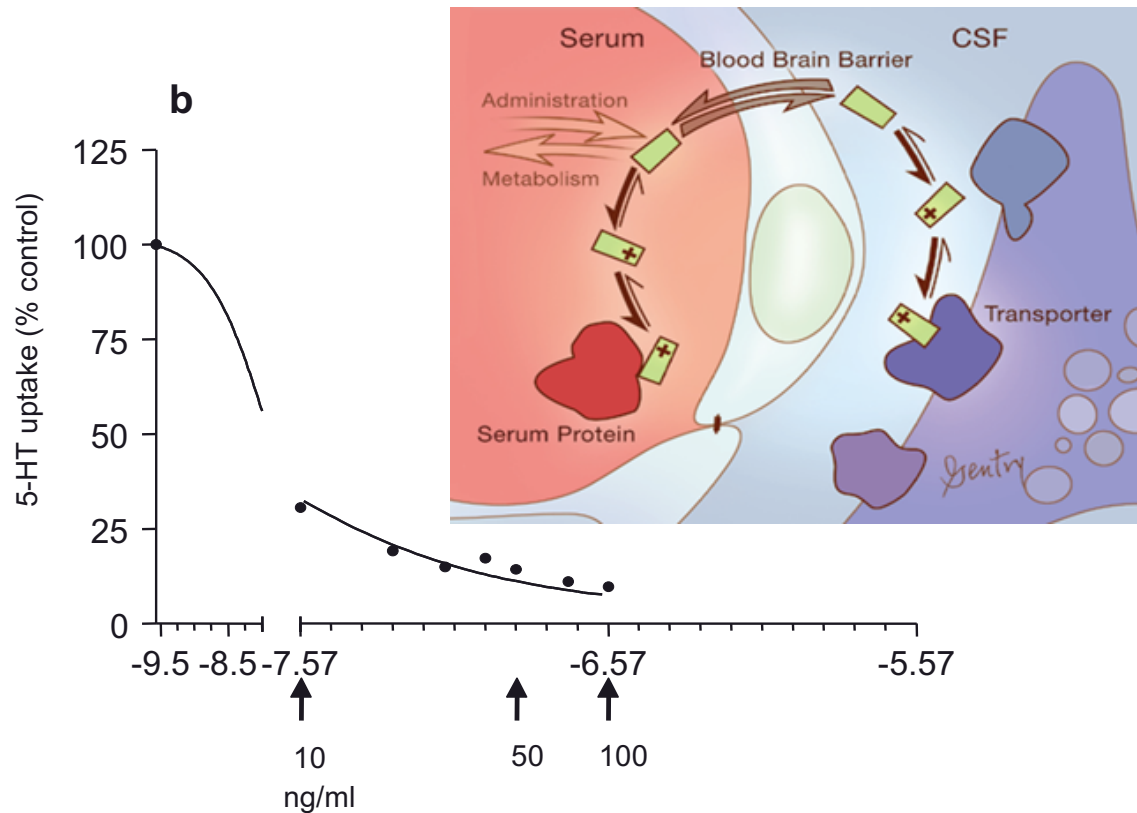 Serum
CSF
Blood Brain Barrier
Administration
Metabolism
Transporter
Serum Protein
Gentry
b
5-HT uptake (% control)
125
100
75
50
25
0
-9.5 -8.5 -7.57 -6.57 -5.57
10 50 100
ng/ml